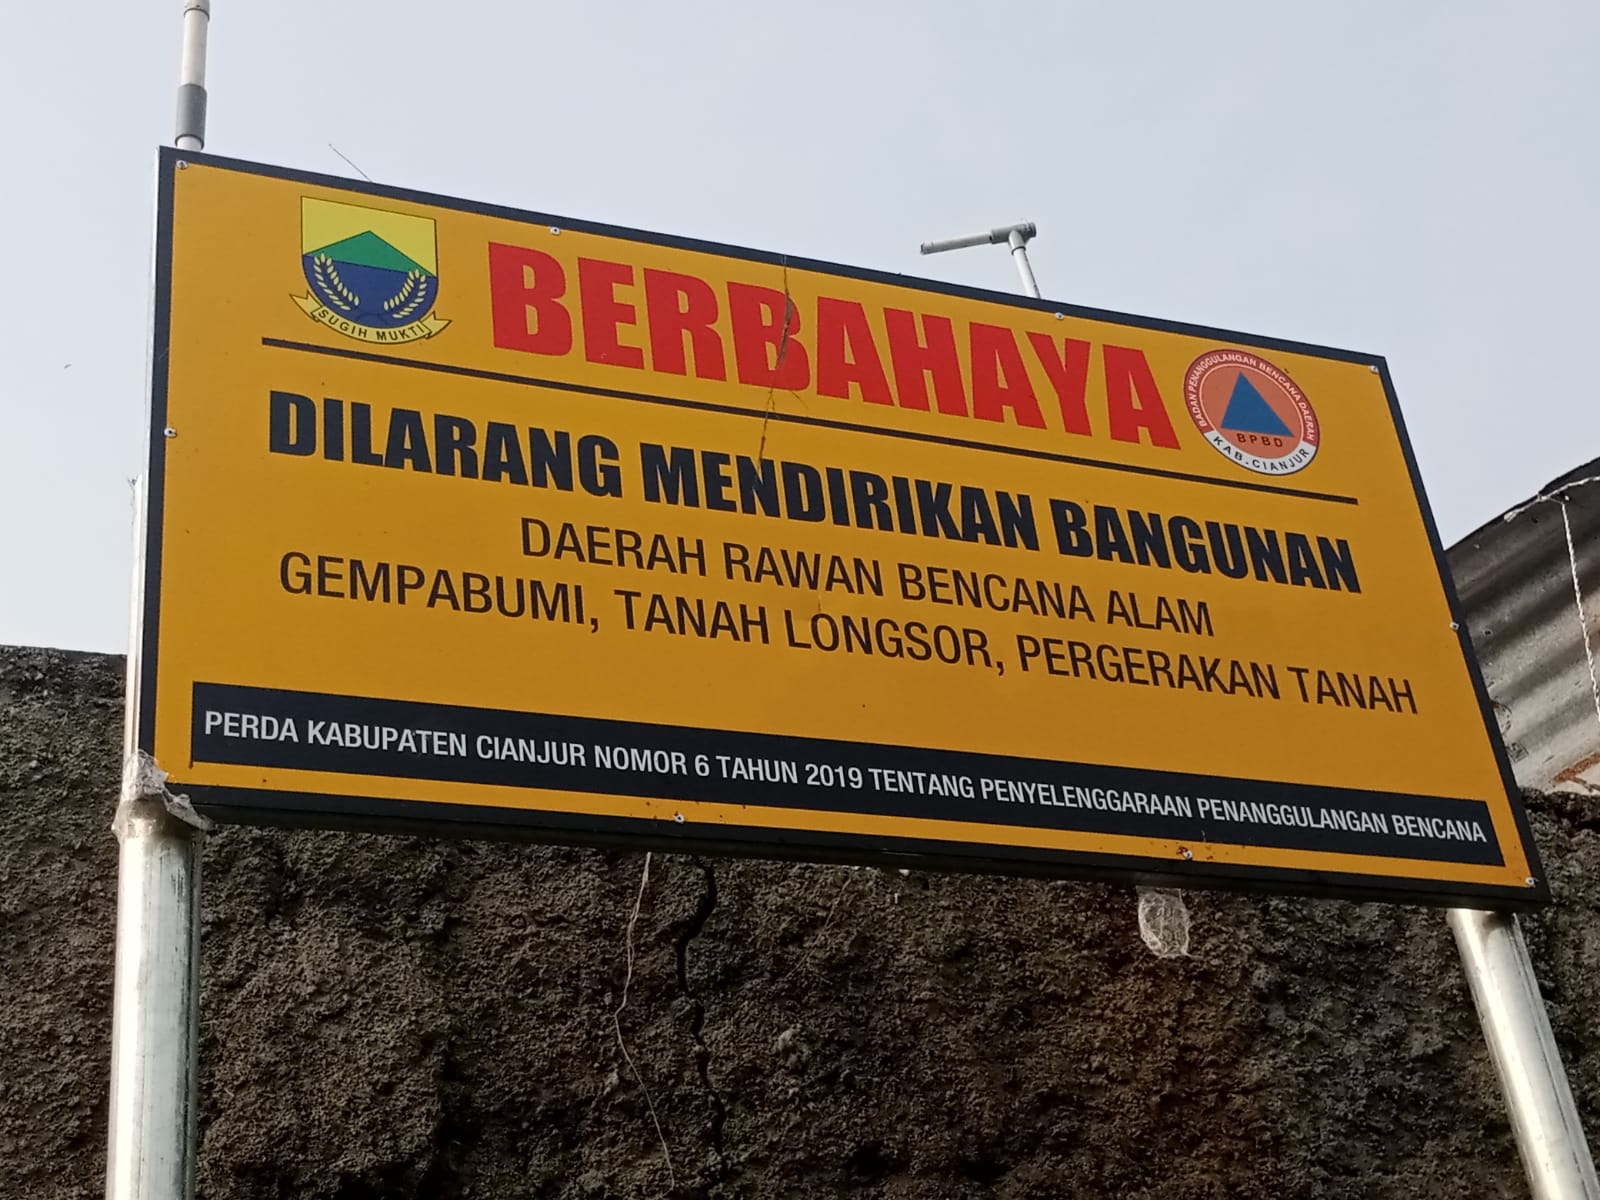 SUGIH MUKTI
BERBAHAYA
BADAN PENANGGULANGAN BENCANA DAERAH
BPBD
KAB. CIANJUR
DILARANG MENDIRIKAN BANGUNAN
DAERAH RAWAN BENCANA ALAM
GEMPABUMI, TANAH LONGSOR, PERGERAKAN TANAH
PERDA KABUPATEN CIANJUR NOMOR 6 TAHUN 2019 TENTANG PENYELENGGARAAN PENANGGULANGAN BENCANA